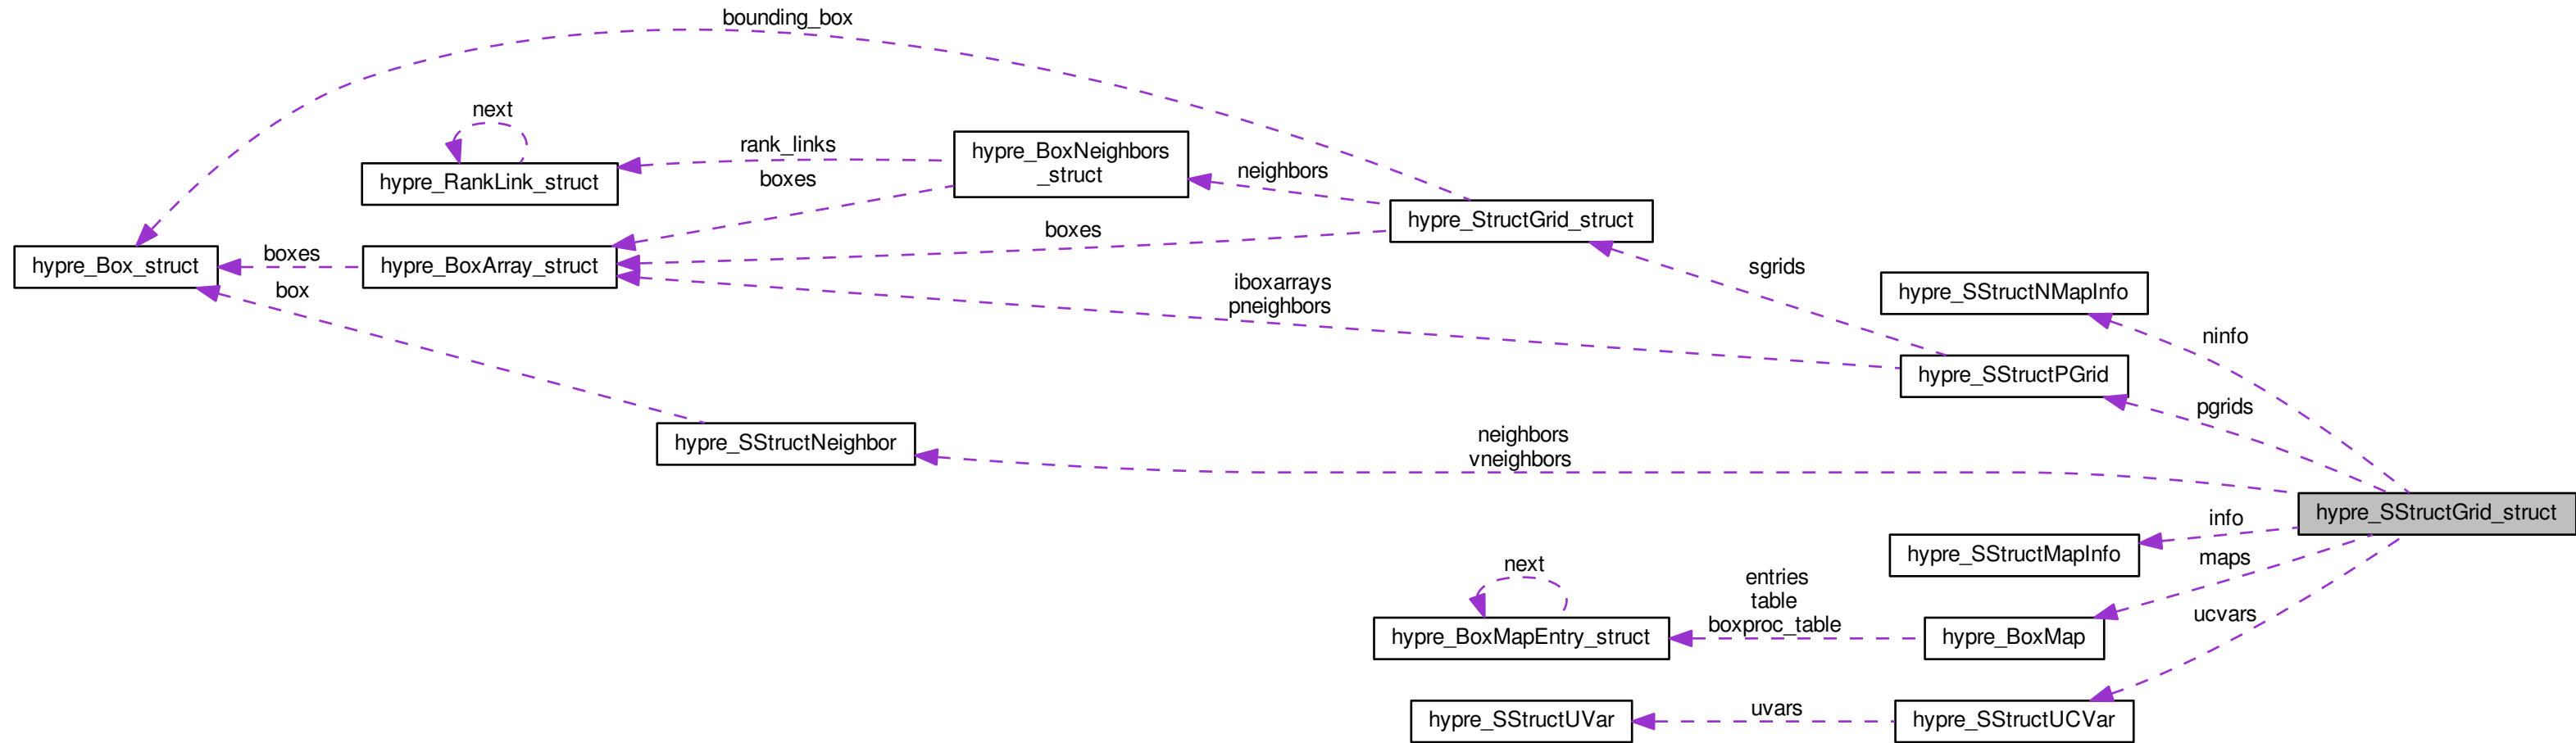 bounding_box
next
rank_links
hypre_BoxNeighbors
_struct
neighbors
hypre_RankLink_struct
boxes
hypre_StructGrid_struct
boxes
boxes
hypre_Box_struct
hypre_BoxArray_struct
sgrids
box
iboxarrays
pneighbors
hypre_SStructNMapInfo
ninfo
hypre_SStructPGrid
pgrids
hypre_SStructNeighbor
neighbors
vneighbors
hypre_SStructGrid_struct
info
hypre_SStructMapInfo
maps
next
entries
table
boxproc_table
ucvars
hypre_BoxMapEntry_struct
hypre_BoxMap
uvars
hypre_SStructUVar
hypre_SStructUCVar